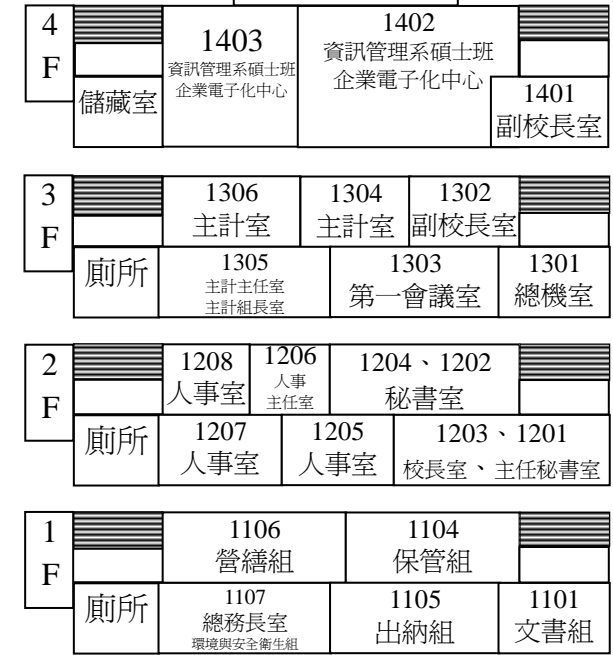 4
F
1403
資訊管理系碩士班
企業電子化中心
1402
資訊管理系碩士班
企業電子化中心
儲藏室
1401
副校長室
3
F
1306
主計室
1304
主計室
1302
副校長室
廁所
1305
主計主任室
主計組長室
1303
第一會議室
1301
總機室
2
F
1208
人事室
1206
人事
主任室
1204、1202
秘書室
廁所
1207
人事室
1205
人事室
1203、1201
校長室、主任秘書室
1
F
1106
營繕組
1104
保管組
廁所
1107
總務長室
環境與安全衛生組
1105
出納組
1101
文書組